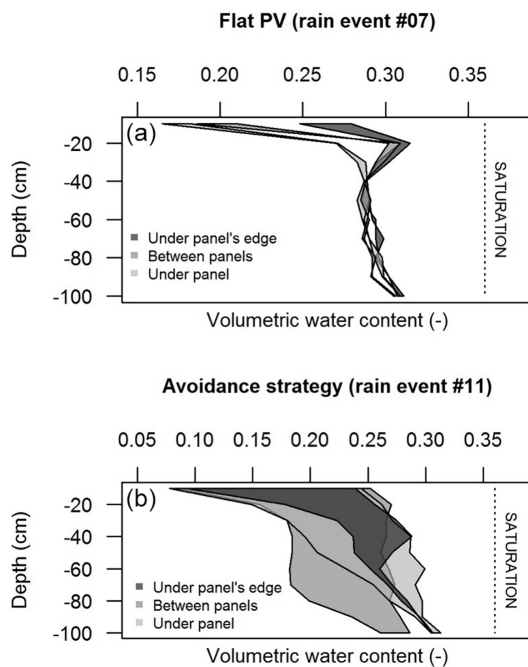 Flat PV (rain event #07)
0.15 0.20 0.25 0.30 0.35
(a)
Depth (cm)
-20
-40
-60
-80
-100
SATURATION
Under panel's edge
Between panels
Under panel
Volumetric water content (-)
Avoidance strategy (rain event #11)
0.05 0.10 0.15 0.20 0.25 0.30 0.35
(b)
Depth (cm)
-20
-40
-60
-80
-100
SATURATION
Under panel's edge
Between panels
Under panel
Volumetric water content (-)